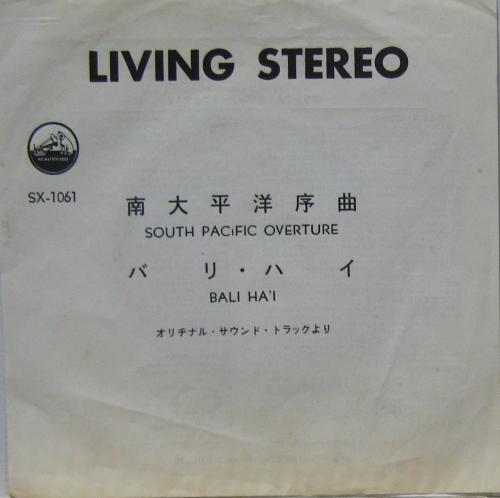 LIVING STEREO
SX-1061
南大平洋序曲
SOUTH PACiFIC OVERTURE
バリ・ハイ
BALI HA'I
オリヂナル・サウンド・トラックより